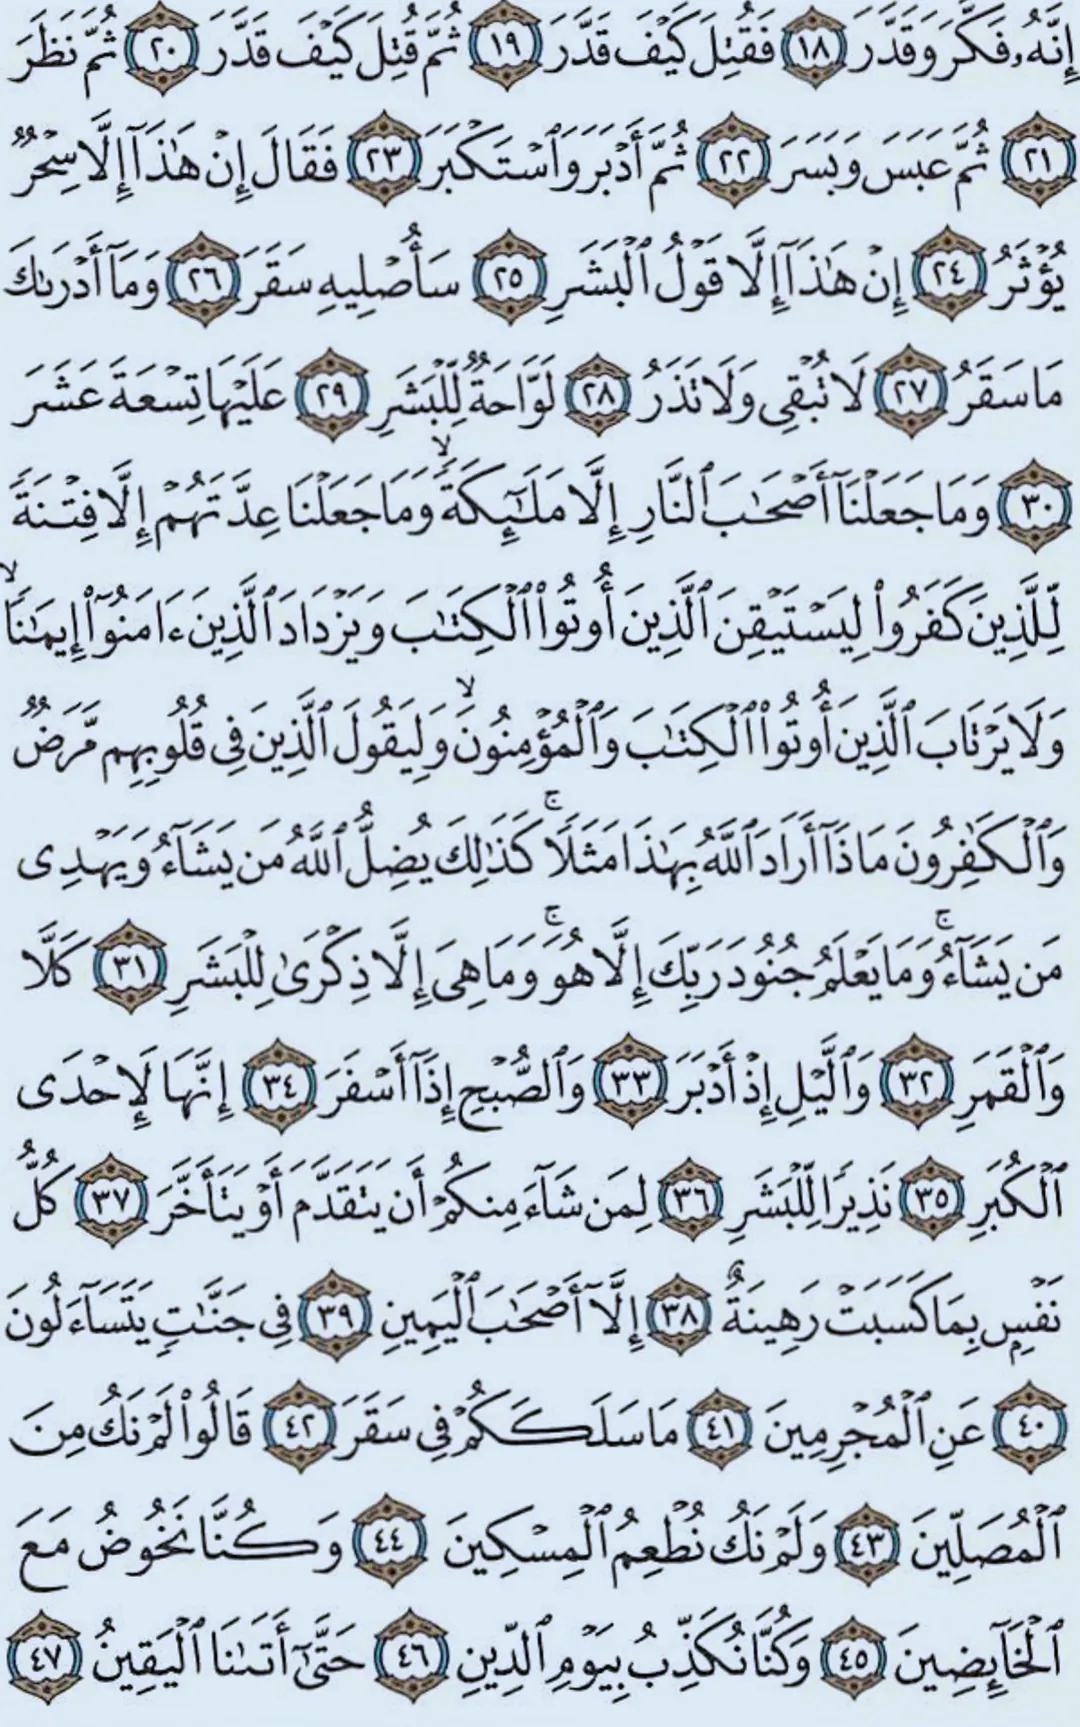 إِنَّهُۥ فَكَّرَ وَقَدَّرَ ١٨ فَقُتِلَ كَيْفَ قَدَّرَ ١٩ ثُمَّ قُتِلَ كَيْفَ قَدَّرَ ٢٠ ثُمَّ نَظَرَ
٢١ ثُمَّ عَبَسَ وَبَسَرَ ٢٢ ثُمَّ أَدْبَرَ وَٱسْتَكْبَرَ ٢٣ فَقَالَ إِنْ هَٰذَآ إِلَّا سِحْرٌ
يُؤْثَرُ ٢٤ إِنْ هَٰذَآ إِلَّا قَوْلُ ٱلْبَشَرِ ٢٥ سَأُصْلِيهِ سَقَرَ ٢٦ وَمَآ أَدْرَىٰكَ
مَا سَقَرُ ٢٧ لَا تُبْقِى وَلَا تَذَرُ ٢٨ لَوَّاحَةٌ لِّلْبَشَرِ ٢٩ عَلَيْهَا تِسْعَةَ عَشَرَ
٣٠ وَمَا جَعَلْنَآ أَصْحَٰبَ ٱلنَّارِ إِلَّا مَلَٰٓئِكَةً ۙ وَمَا جَعَلْنَا عِدَّتَهُمْ إِلَّا فِتْنَةً
لِّلَّذِينَ كَفَرُوا۟ لِيَسْتَيْقِنَ ٱلَّذِينَ أُوتُوا۟ ٱلْكِتَٰبَ وَيَزْدَادَ ٱلَّذِينَ ءَامَنُوٓا۟ إِيمَٰنًا ۙ
وَلَا يَرْتَابَ ٱلَّذِينَ أُوتُوا۟ ٱلْكِتَٰبَ وَٱلْمُؤْمِنُونَ ۙ وَلِيَقُولَ ٱلَّذِينَ فِى قُلُوبِهِم مَّرَضٌ
وَٱلْكَٰفِرُونَ مَاذَآ أَرَادَ ٱللَّهُ بِهَٰذَا مَثَلًا ۚ كَذَٰلِكَ يُضِلُّ ٱللَّهُ مَن يَشَآءُ وَيَهْدِى
مَن يَشَآءُ ۚ وَمَا يَعْلَمُ جُنُودَ رَبِّكَ إِلَّا هُوَ ۚ وَمَا هِىَ إِلَّا ذِكْرَىٰ لِلْبَشَرِ ٣١ كَلَّا
وَٱلْقَمَرِ ٣٢ وَٱلَّيْلِ إِذْ أَدْبَرَ ٣٣ وَٱلصُّبْحِ إِذَآ أَسْفَرَ ٣٤ إِنَّهَا لَإِحْدَى
ٱلْكُبَرِ ٣٥ نَذِيرًا لِّلْبَشَرِ ٣٦ لِمَن شَآءَ مِنكُمْ أَن يَتَقَدَّمَ أَوْ يَتَأَخَّرَ ٣٧ كُلُّ
نَفْسٍۭ بِمَا كَسَبَتْ رَهِينَةٌ ٣٨ إِلَّآ أَصْحَٰبَ ٱلْيَمِينِ ٣٩ فِى جَنَّٰتٍ يَتَسَآءَلُونَ
٤٠ عَنِ ٱلْمُجْرِمِينَ ٤١ مَا سَلَكَكُمْ فِى سَقَرَ ٤٢ قَالُوا۟ لَمْ نَكُ مِنَ
ٱلْمُصَلِّينَ ٤٣ وَلَمْ نَكُ نُطْعِمُ ٱلْمِسْكِينَ ٤٤ وَكُنَّا نَخُوضُ مَعَ
ٱلْخَآئِضِينَ ٤٥ وَكُنَّا نُكَذِّبُ بِيَوْمِ ٱلدِّينِ ٤٦ حَتَّىٰٓ أَتَىٰنَا ٱلْيَقِينُ ٤٧